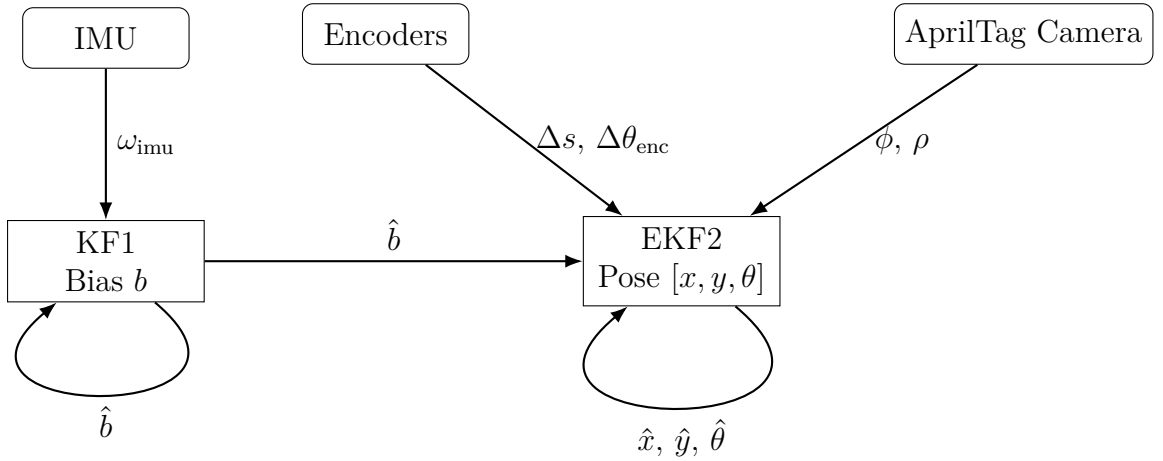 IMU
Encoders
AprilTag Camera
ω_imu
Δs, Δθ_enc
ϕ, ρ
KF1
Bias b
b̂
EKF2
Pose [x, y, θ]
b̂
x̂, ŷ, θ̂